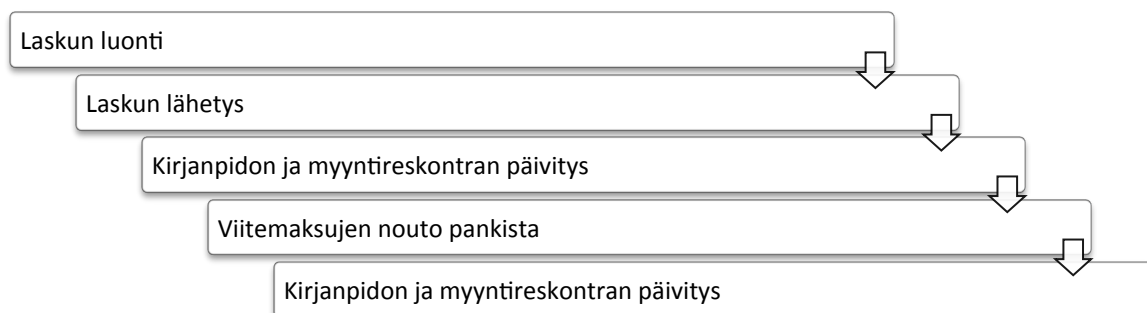 Laskun luonti
Laskun lähetys
Kirjanpidon ja myyntireskontran päivitys
Viitemaksujen nouto pankista
Kirjanpidon ja myyntireskontran päivitys